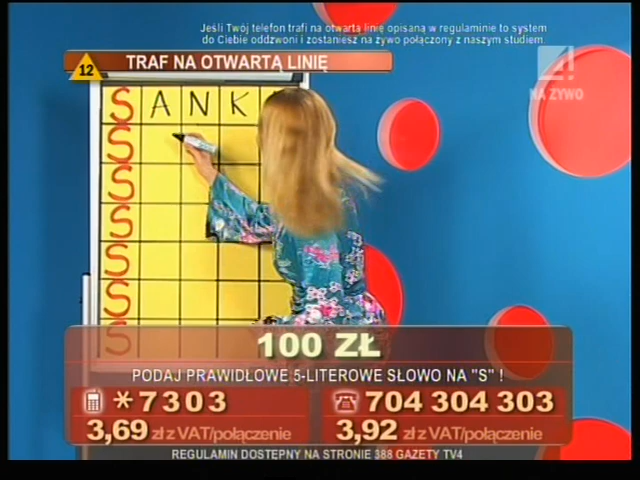 Jeśli Twój telefon trafi na otwartą linię opisaną w regulaminie to system
do Ciebie oddzwoni i zostaniesz na żywo połączony z naszym studiem.
12
TRAF NA OTWARTĄ LINIĘ
4!
NA ŻYWO
S A N K
S
S
S
S
S
S
100 ZŁ
PODAJ PRAWIDŁOWE 5-LITEROWE SŁOWO NA "S" !
*7303
704 304 303
3,69 zł z VAT/połączenie
3,92 zł z VAT/połączenie
REGULAMIN DOSTĘPNY NA STRONIE 388 GAZETY TV4